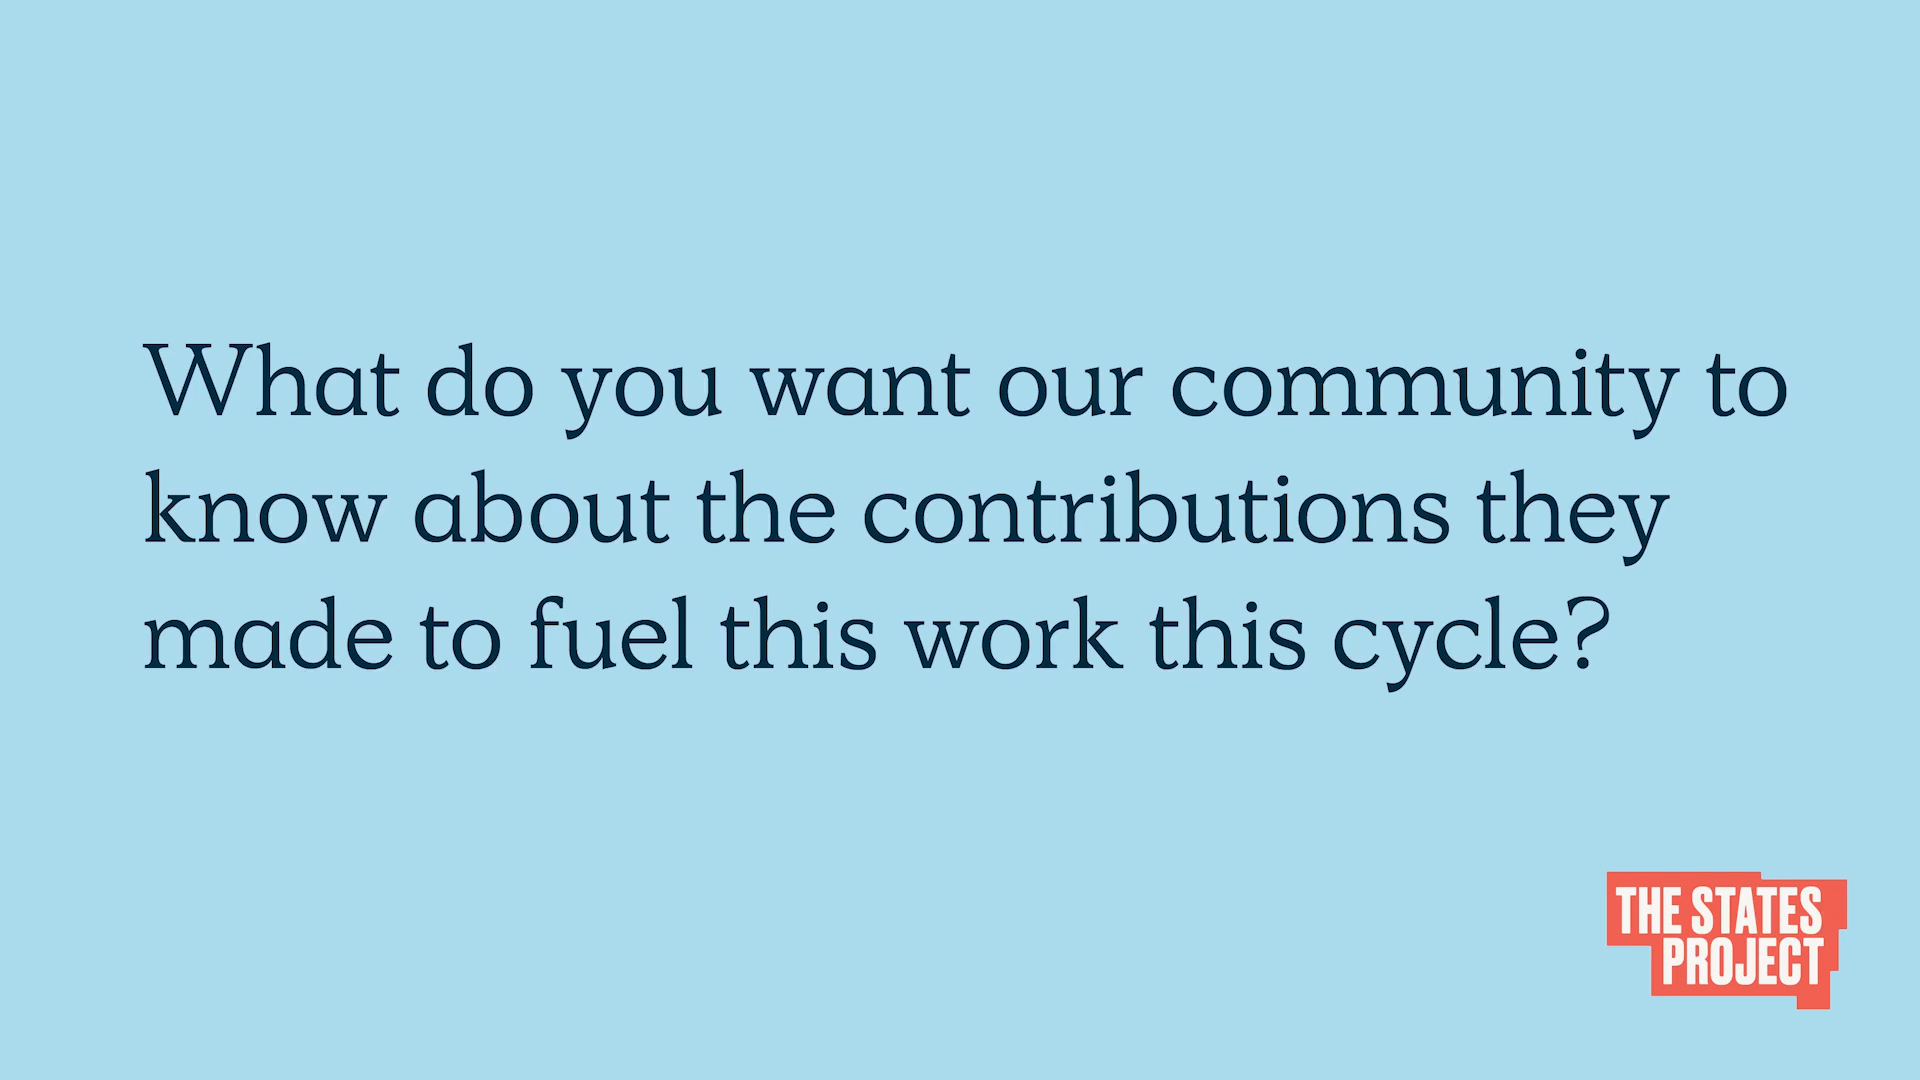 What do you want our community to
know about the contributions they
made to fuel this work this cycle?
THE STATES
PROJECT